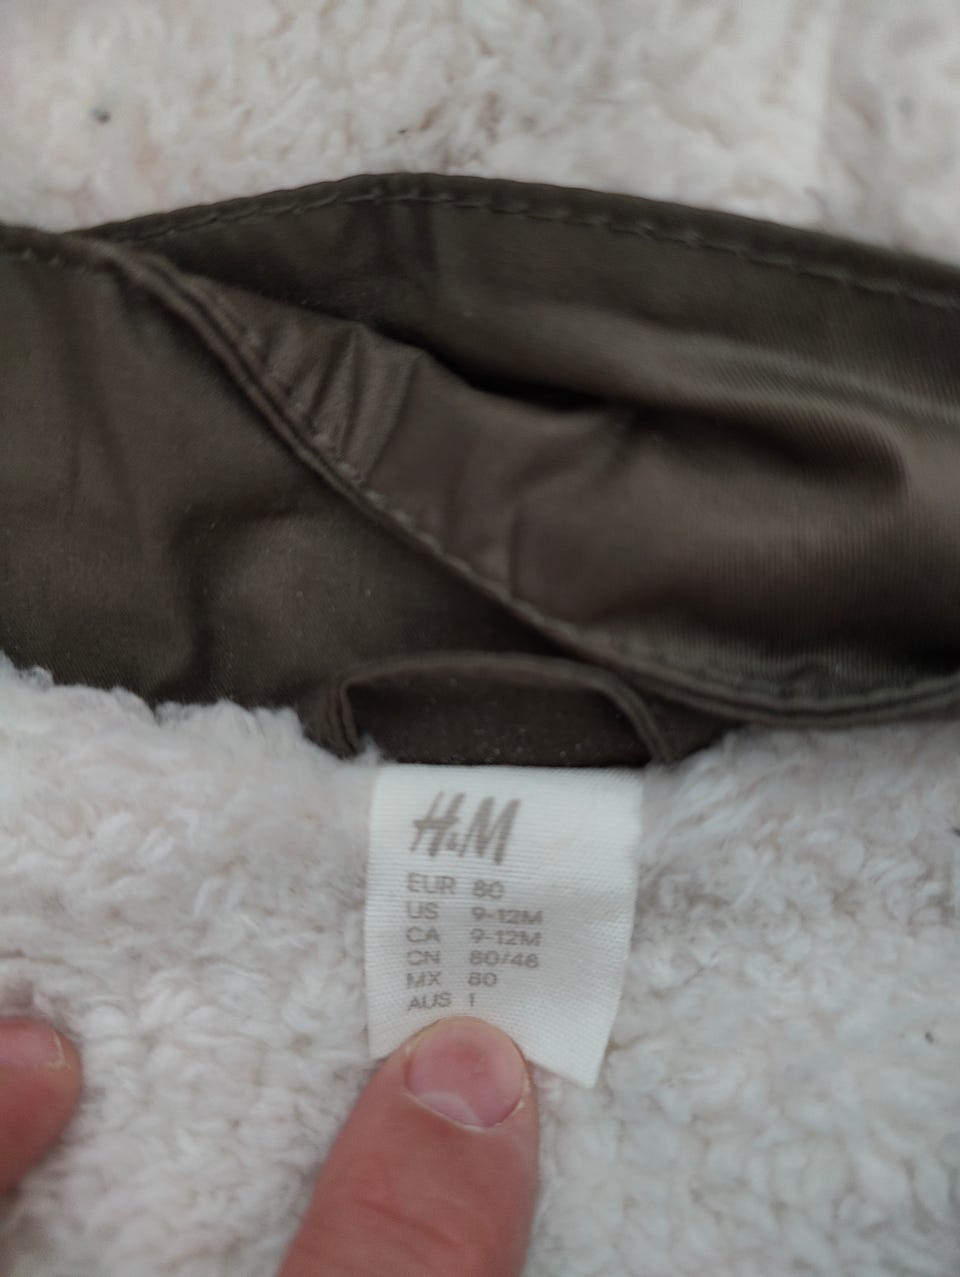 H&M
EUR 80
US 9-12M
CA 9-12M
CN 80/48
MX 80
AUS 1